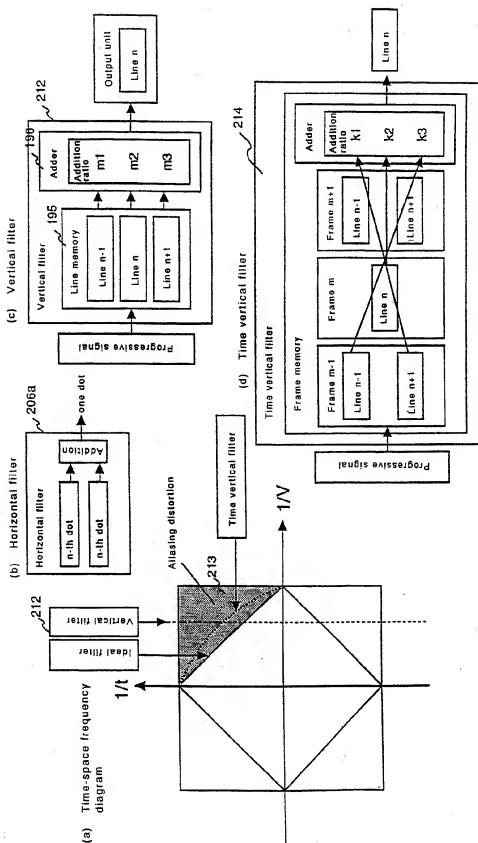 (a) Time-space frequency
diagram
1/t
1/V
Ideal filter
Vertical filter
212
Aliasing distortion
213
Time vertical filter
(b) Horizontal filter
206a
Horizontal filter
n-th dot
n-th dot
Addition
one dot
(c) Vertical filter
212
Progressive signal
Vertical filter
195
Line memory
Line n-1
Line n
Line n+1
196
Adder
Addition
ratio
m1
m2
m3
Output unit
Line n
(d) Time vertical filter
214
Progressive signal
Time vertical filter
Frame memory
Frame m-1
Line n-1
Line n+1
Frame m
Line n
Frame m+1
Line n-1
Line n+1
Adder
Addition
ratio
k1
k2
k3
Line n